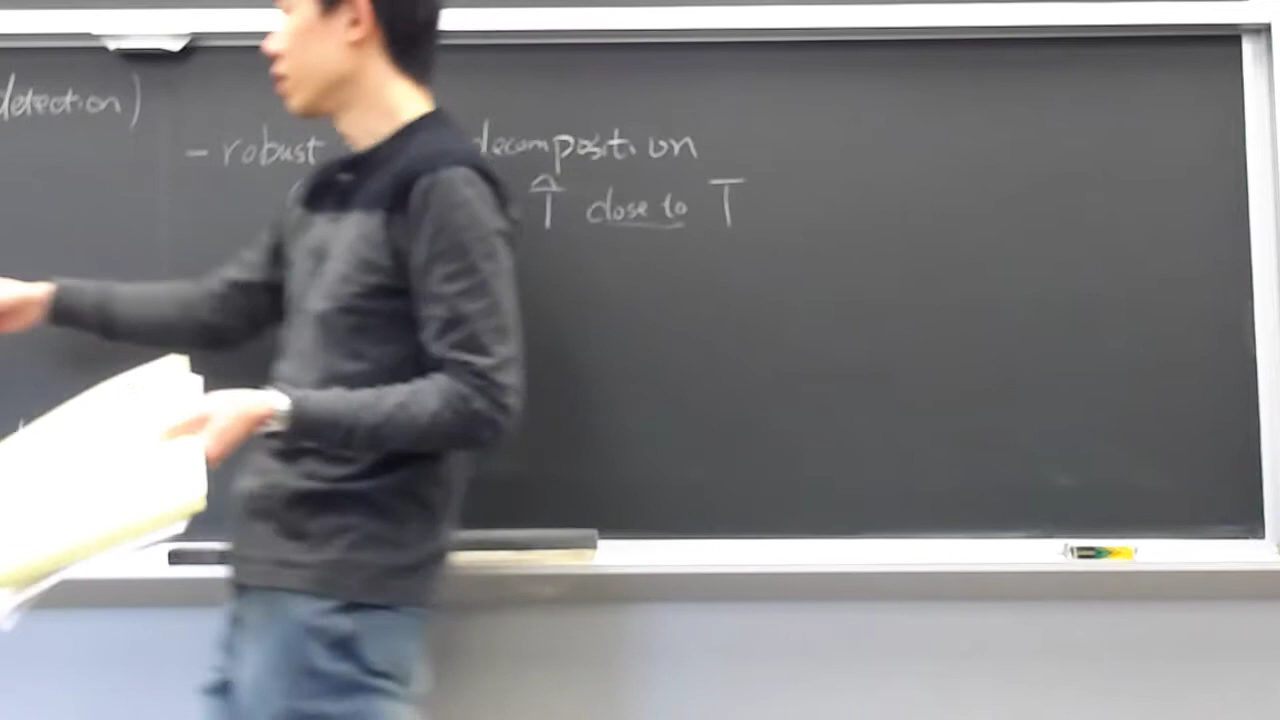 detection)
- robust decomposition
T̂ close to T